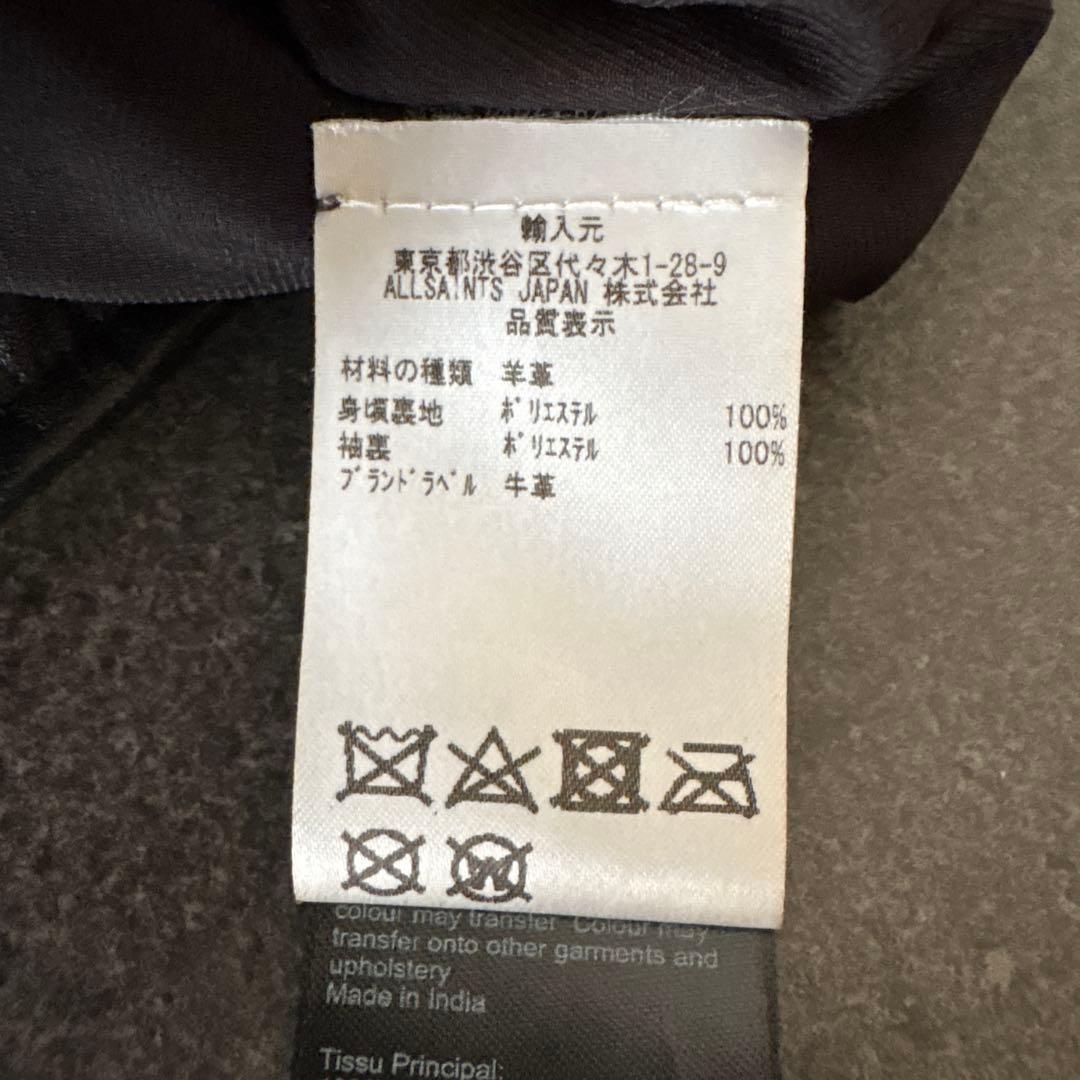 輸入元
東京都渋谷区代々木1-28-9
ALLSAINTS JAPAN 株式会社
品質表示
材料の種類 羊革
身頃裏地 ポリエステル 100%
袖裏 ポリエステル 100%
ブランドラベル 牛革
colour may transfer Colour may
transfer onto other garments and
upholstery
Made in India
Tissu Principal: